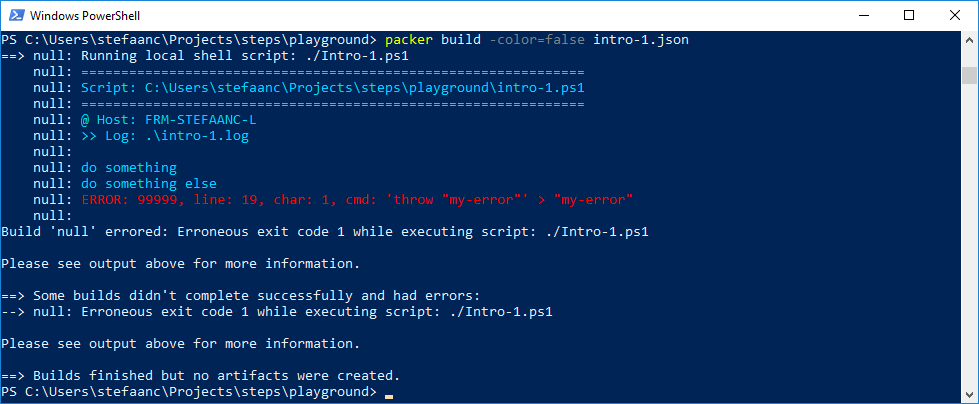 Windows PowerShell
PS C:\Users\stefaanc\Projects\steps\playground> packer build -color=false intro-1.json
==> null: Running local shell script: ./Intro-1.ps1
    null: ===============================================================
    null: Script: C:\Users\stefaanc\Projects\steps\playground\intro-1.ps1
    null: ===============================================================
    null: @ Host: FRM-STEFAANC-L
    null: >> Log: .\intro-1.log
    null:
    null: do something
    null: do something else
    null: ERROR: 99999, line: 19, char: 1, cmd: 'throw "my-error"' > "my-error"
    null:
Build 'null' errored: Erroneous exit code 1 while executing script: ./Intro-1.ps1

Please see output above for more information.

==> Some builds didn't complete successfully and had errors:
--> null: Erroneous exit code 1 while executing script: ./Intro-1.ps1

Please see output above for more information.

==> Builds finished but no artifacts were created.
PS C:\Users\stefaanc\Projects\steps\playground>